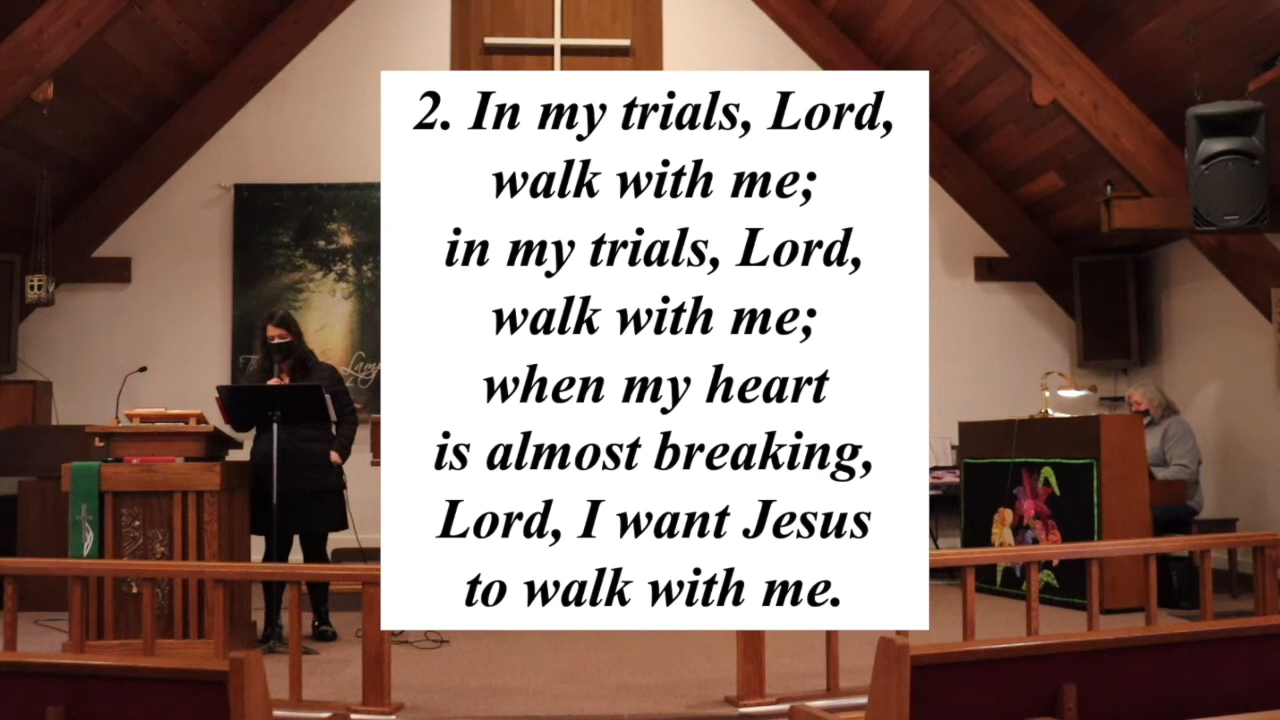 2. In my trials, Lord,
walk with me;
in my trials, Lord,
walk with me;
when my heart
is almost breaking,
Lord, I want Jesus
to walk with me.